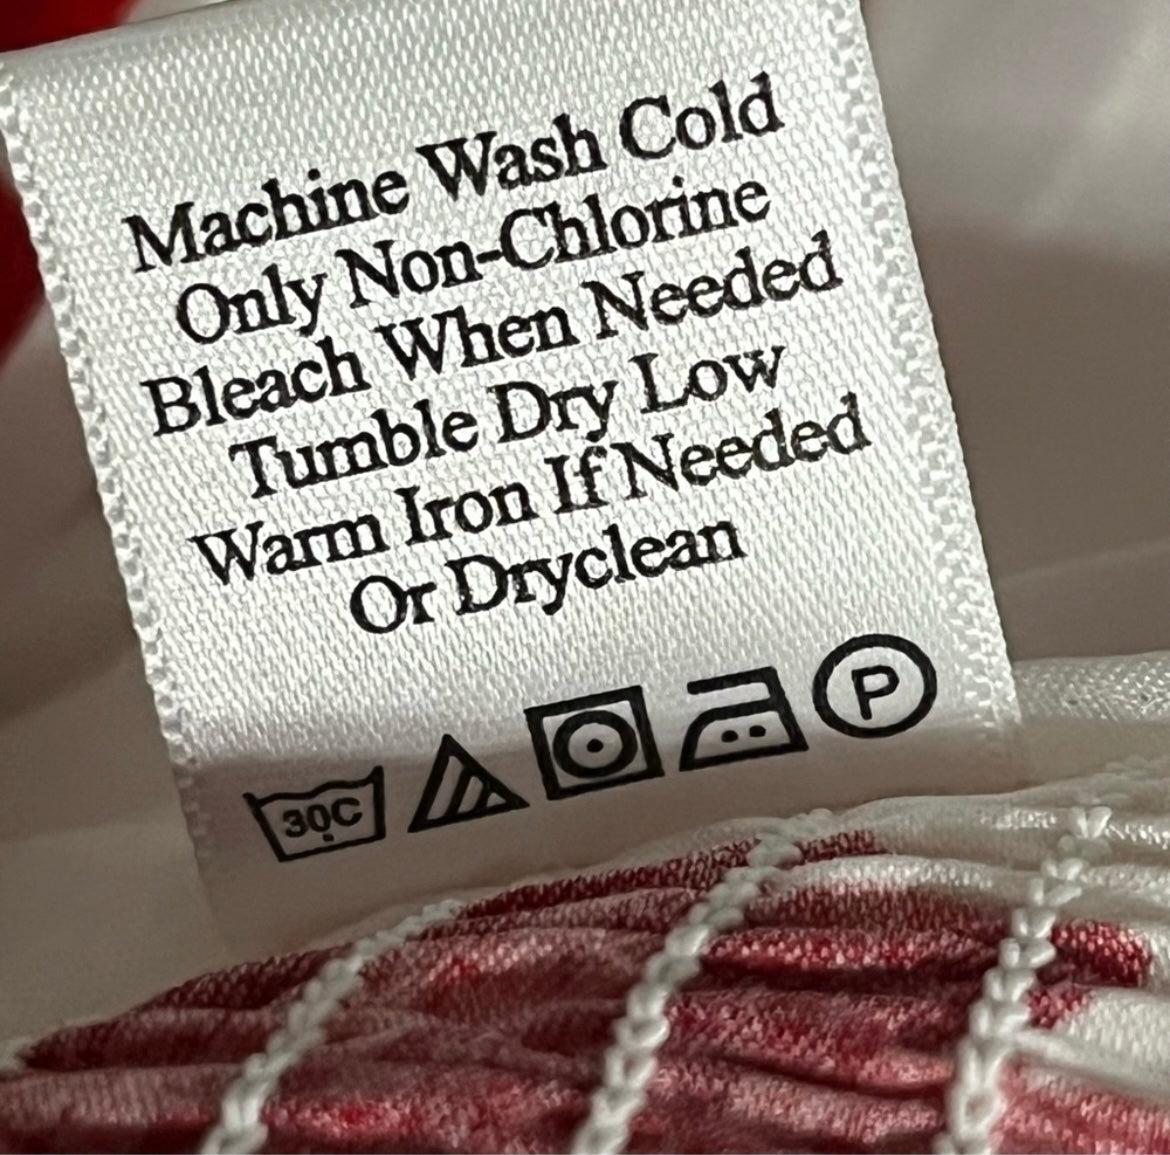 Machine Wash Cold
Only Non-Chlorine
Bleach When Needed
Tumble Dry Low
Warm Iron If Needed
Or Dryclean
30C P